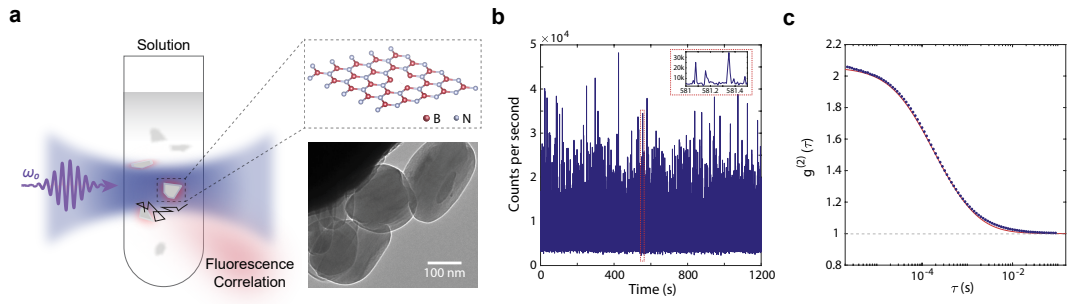 a
Solution
B
N
ω₀
100 nm
Fluorescence
Correlation
b
5 ×10⁴
4
3
2
1
0
Counts per second
0 400 800 1200
Time (s)
30k
20k
10k
581 581.2 581.4
c
2.2
2
1.8
1.6
1.4
1.2
1
0.8
g⁽²⁾ (τ)
10⁻⁴ 10⁻²
τ (s)